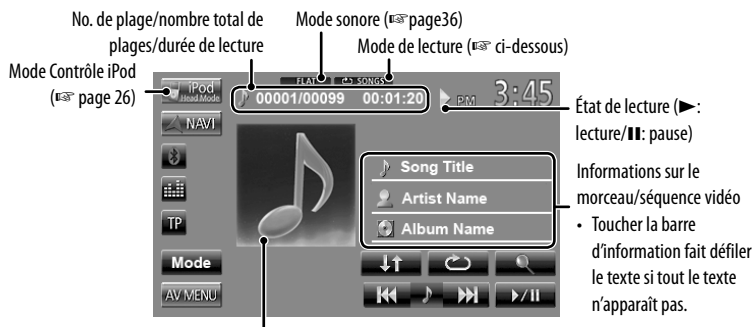 No. de plage/nombre total de
plages/durée de lecture
Mode sonore (☞page36)
Mode de lecture (☞ ci-dessous)
Mode Contrôle iPod
(☞ page 26)
iPod
Head Mode
FLAT
SONGS
00001/00099 00:01:20
PM 3:45
NAVI
TP
Mode
AV MENU
Song Title
Artist Name
Album Name
État de lecture (►:
lecture/❚❚: pause)
Informations sur le
morceau/séquence vidéo
• Toucher la barre
d’information fait défiler
le texte si tout le texte
n’apparaît pas.